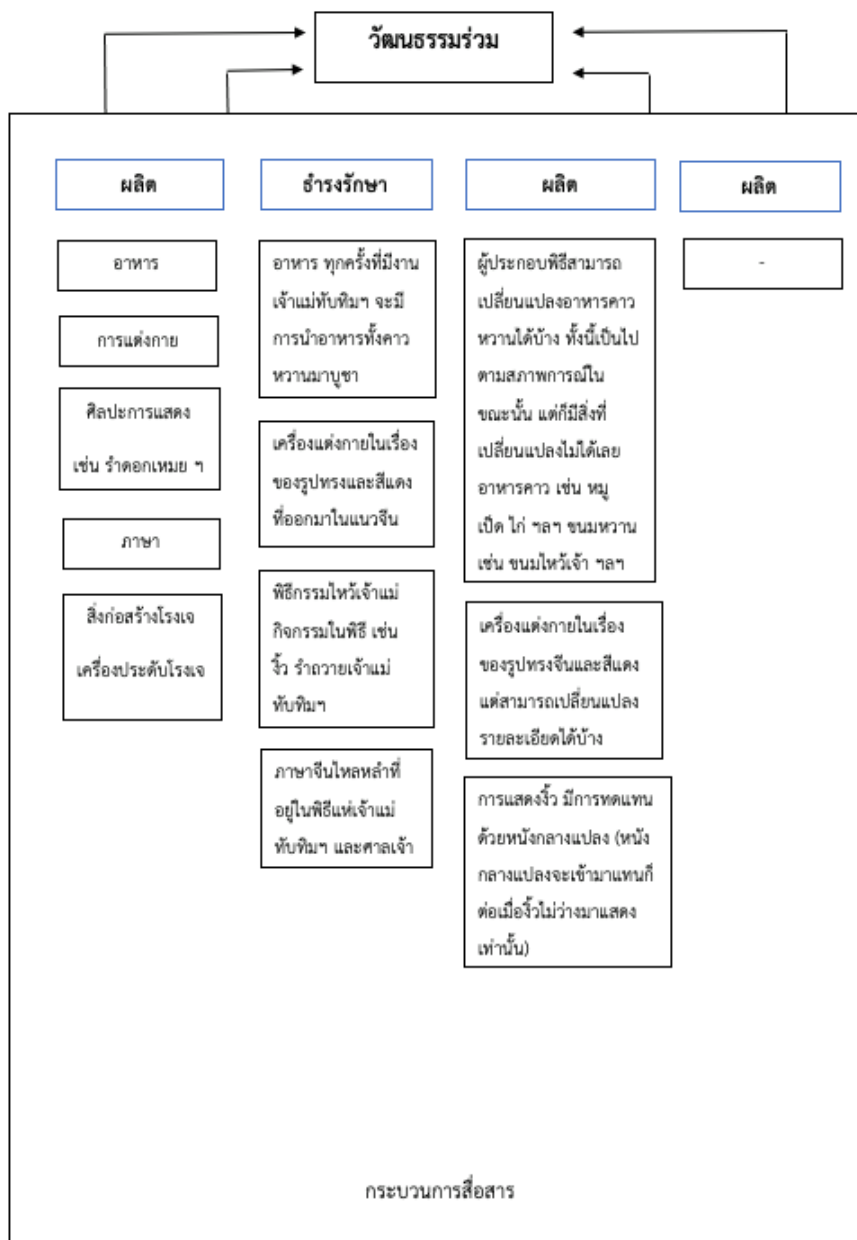 วัฒนธรรมร่วม
ผลิต
อาหาร
การแต่งกาย
ศิลปะการแสดง
เช่น รำดอกเหมย ฯ
ภาษา
สิ่งก่อสร้างโรงเจ
เครื่องประดับโรงเจ
ธำรงรักษา
อาหาร ทุกครั้งที่มีงาน
เจ้าแม่ทับทิมฯ จะมี
การนำอาหารทั้งคาว
หวานมาบูชา
เครื่องแต่งกายในเรื่อง
ของรูปทรงและสีแดง
ที่ออกมาในแนวจีน
พิธีกรรมไหว้เจ้าแม่
กิจกรรมในพิธี เช่น
งิ้ว รำถวายเจ้าแม่
ทับทิมฯ
ภาษาจีนไหลหลำที่
อยู่ในพิธีแห่เจ้าแม่
ทับทิมฯ และศาลเจ้า
ผลิต
ผู้ประกอบพิธีสามารถ
เปลี่ยนแปลงอาหารคาว
หวานได้บ้าง ทั้งนี้เป็นไป
ตามสภาพการณ์ใน
ขณะนั้น แต่ก็มีสิ่งที่
เปลี่ยนแปลงไม่ได้เลย
อาหารคาว เช่น หมู
เป็ด ไก่ ฯลฯ ขนมหวาน
เช่น ขนมไหว้เจ้า ฯลฯ
เครื่องแต่งกายในเรื่อง
ของรูปทรงจีนและสีแดง
แต่สามารถเปลี่ยนแปลง
รายละเอียดได้บ้าง
การแสดงงิ้ว มีการทดแทน
ด้วยหนังกลางแปลง (หนัง
กลางแปลงจะเข้ามาแทนก็
ต่อเมื่องิ้วไม่ว่างมาแสดง
เท่านั้น)
ผลิต
-
กระบวนการสื่อสาร